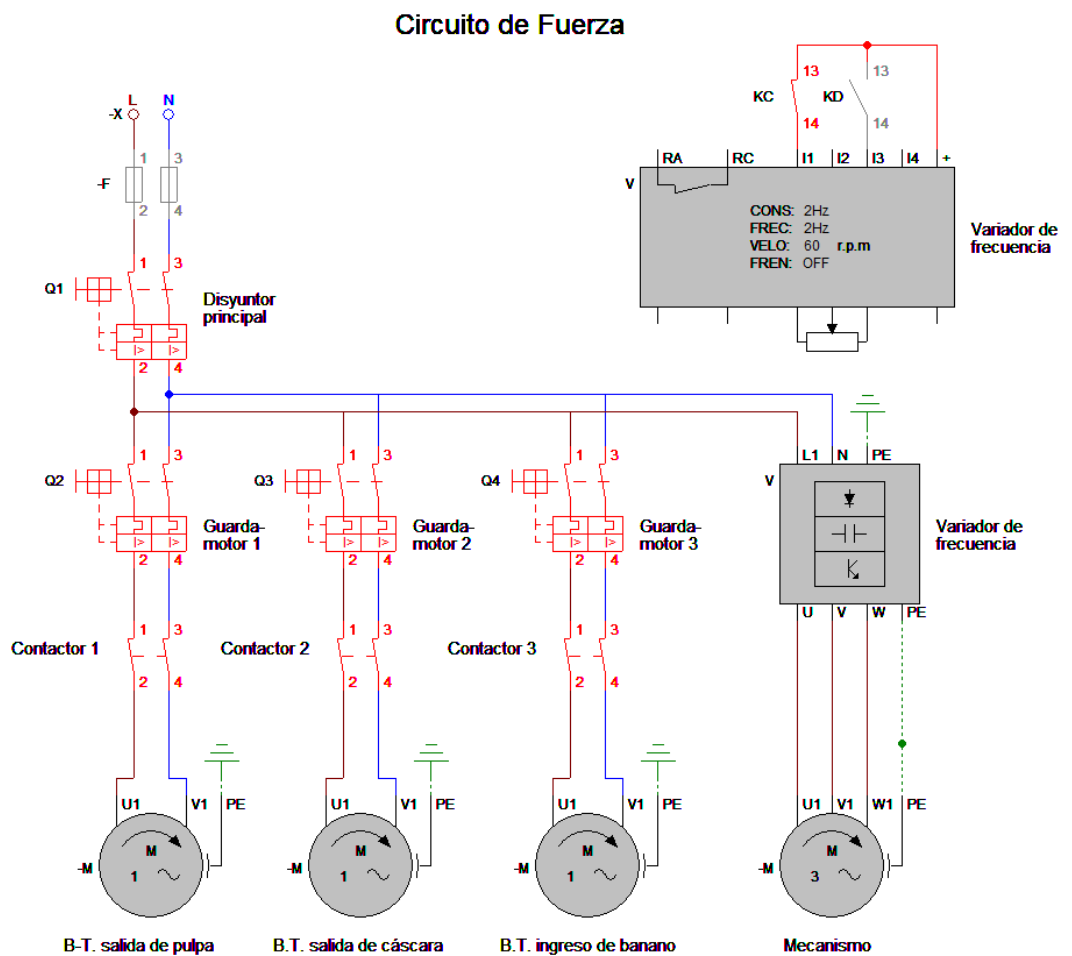 Circuito de Fuerza
L N
-X
1 3
-F
2 4
1 3
Q1
Disyuntor
principal
I> I>
2 4
13 13
KC KD
14 14
RA RC I1 I2 I3 I4 +
V
CONS: 2Hz
FREC: 2Hz
VELO: 60 r.p.m
FREN: OFF
Variador de
frecuencia
1 3
Q2
Guarda-
motor 1
I> I>
2 4
1 3
Q3
Guarda-
motor 2
I> I>
2 4
1 3
Q4
Guarda-
motor 3
I> I>
2 4
L1 N PE
V
Variador de
frecuencia
U V W PE
1 3
Contactor 1
2 4
1 3
Contactor 2
2 4
1 3
Contactor 3
2 4
U1 V1 PE
M
-M
1
B-T. salida de pulpa
U1 V1 PE
M
-M
1
B.T. salida de cáscara
U1 V1 PE
M
-M
1
B.T. ingreso de banano
U1 V1 W1 PE
M
-M
3
Mecanismo